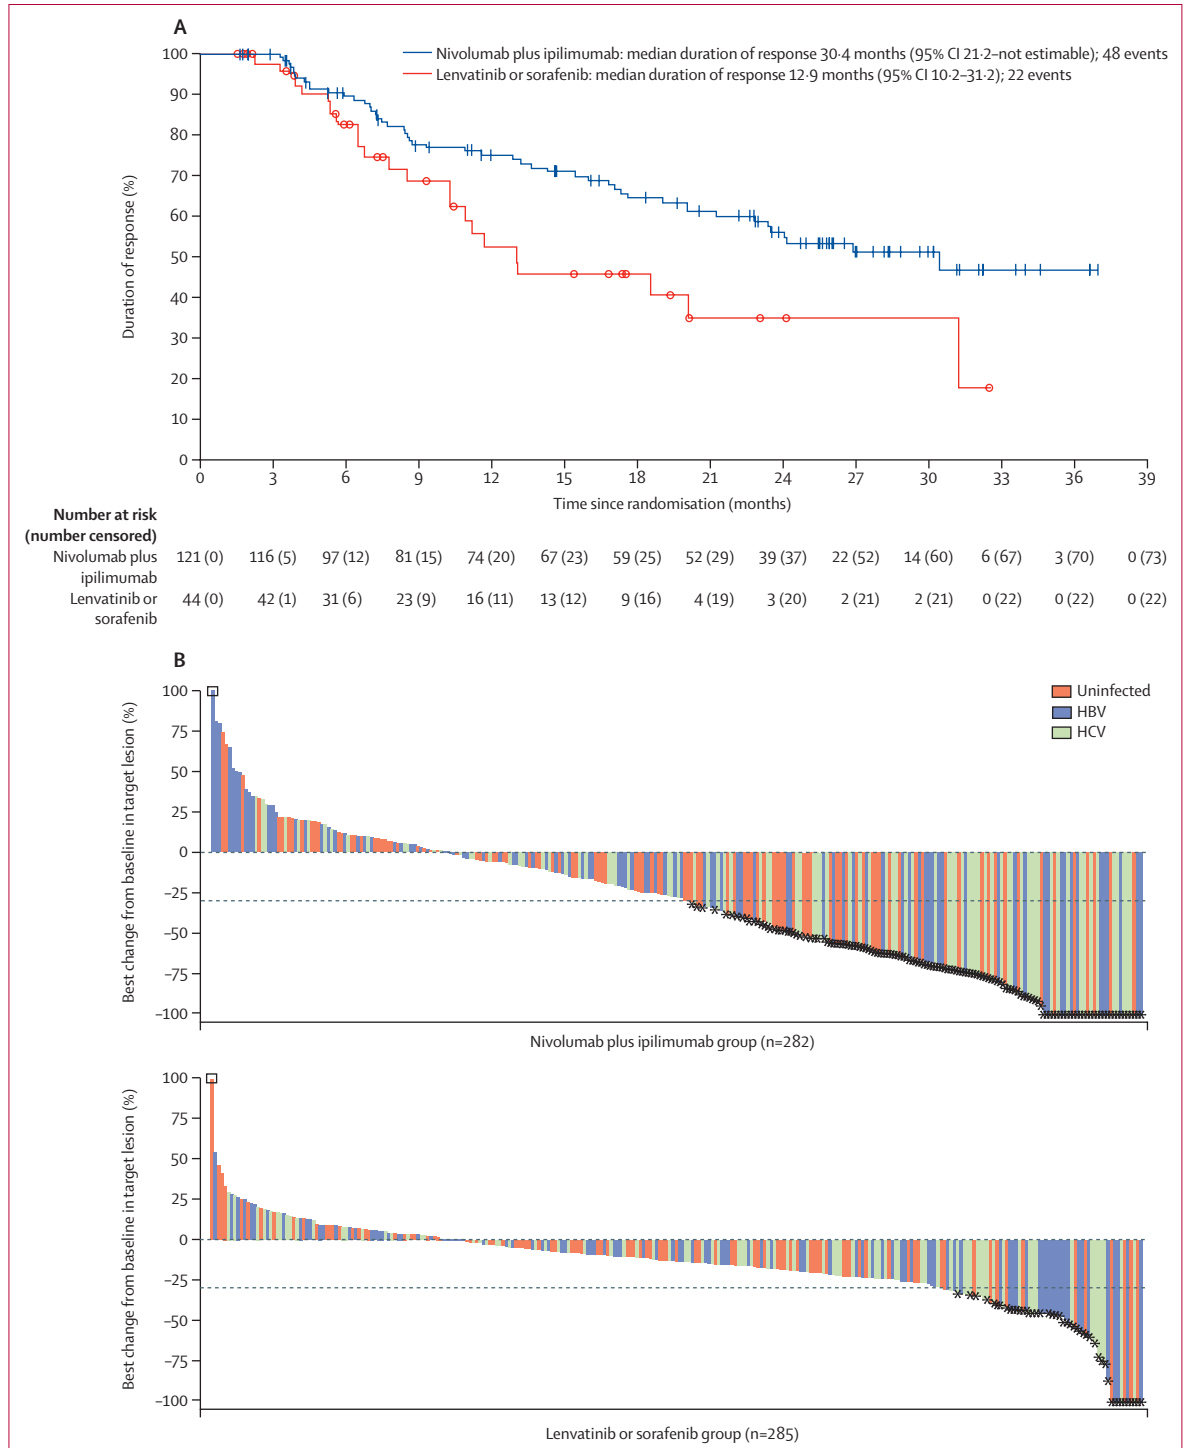 A
Nivolumab plus ipilimumab: median duration of response 30·4 months (95% CI 21·2–not estimable); 48 events
Lenvatinib or sorafenib: median duration of response 12·9 months (95% CI 10·2–31·2); 22 events
Duration of response (%)
100
90
80
70
60
50
40
30
20
10
0
0 3 6 9 12 15 18 21 24 27 30 33 36 39
Time since randomisation (months)
Number at risk
(number censored)
Nivolumab plus 121 (0) 116 (5) 97 (12) 81 (15) 74 (20) 67 (23) 59 (25) 52 (29) 39 (37) 22 (52) 14 (60) 6 (67) 3 (70) 0 (73)
ipilimumab
Lenvatinib or 44 (0) 42 (1) 31 (6) 23 (9) 16 (11) 13 (12) 9 (16) 4 (19) 3 (20) 2 (21) 2 (21) 0 (22) 0 (22) 0 (22)
sorafenib
B
Uninfected
HBV
HCV
Best change from baseline in target lesion (%)
100
75
50
25
0
−25
−50
−75
−100
Nivolumab plus ipilimumab group (n=282)
Best change from baseline in target lesion (%)
100
75
50
25
0
−25
−50
−75
−100
Lenvatinib or sorafenib group (n=285)